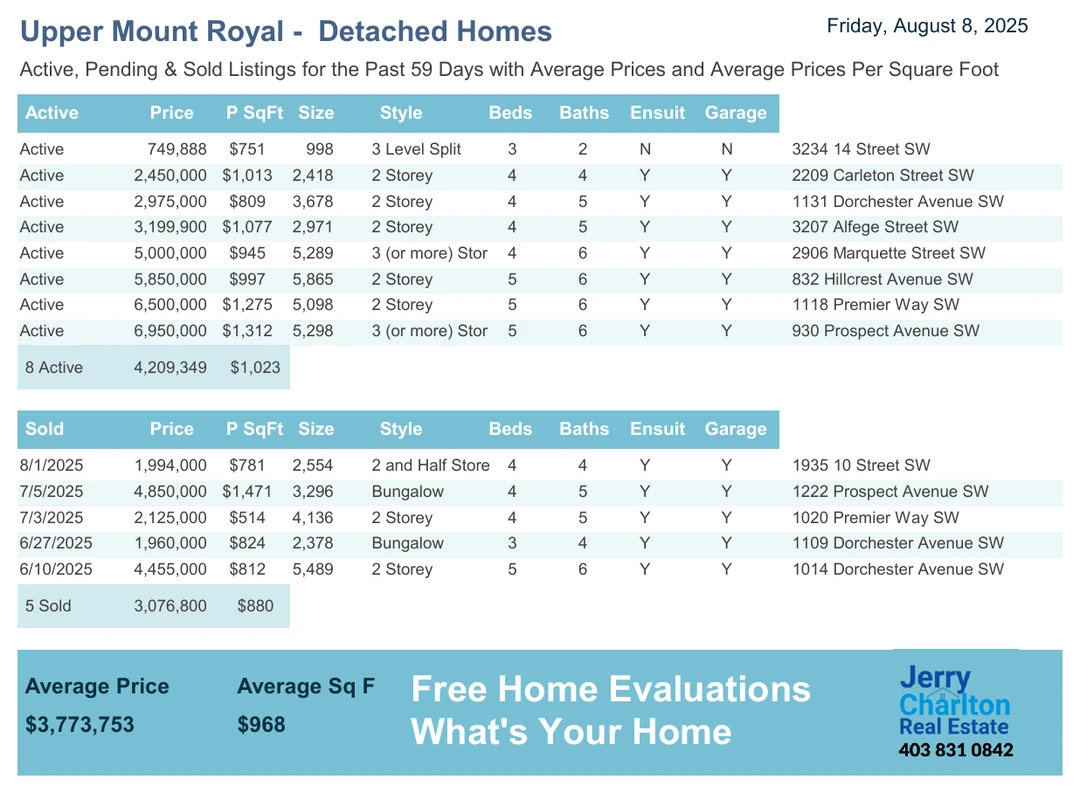 Upper Mount Royal - Detached Homes
Friday, August 8, 2025
Active, Pending & Sold Listings for the Past 59 Days with Average Prices and Average Prices Per Square Foot
Active Price P SqFt Size Style Beds Baths Ensuit Garage
Active 749,888 $751 998 3 Level Split 3 2 N N 3234 14 Street SW
Active 2,450,000 $1,013 2,418 2 Storey 4 4 Y Y 2209 Carleton Street SW
Active 2,975,000 $809 3,678 2 Storey 4 5 Y Y 1131 Dorchester Avenue SW
Active 3,199,900 $1,077 2,971 2 Storey 4 5 Y Y 3207 Alfege Street SW
Active 5,000,000 $945 5,289 3 (or more) Stor 4 6 Y Y 2906 Marquette Street SW
Active 5,850,000 $997 5,865 2 Storey 5 6 Y Y 832 Hillcrest Avenue SW
Active 6,500,000 $1,275 5,098 2 Storey 5 6 Y Y 1118 Premier Way SW
Active 6,950,000 $1,312 5,298 3 (or more) Stor 5 6 Y Y 930 Prospect Avenue SW
8 Active 4,209,349 $1,023
Sold Price P SqFt Size Style Beds Baths Ensuit Garage
8/1/2025 1,994,000 $781 2,554 2 and Half Store 4 4 Y Y 1935 10 Street SW
7/5/2025 4,850,000 $1,471 3,296 Bungalow 4 5 Y Y 1222 Prospect Avenue SW
7/3/2025 2,125,000 $514 4,136 2 Storey 4 5 Y Y 1020 Premier Way SW
6/27/2025 1,960,000 $824 2,378 Bungalow 3 4 Y Y 1109 Dorchester Avenue SW
6/10/2025 4,455,000 $812 5,489 2 Storey 5 6 Y Y 1014 Dorchester Avenue SW
5 Sold 3,076,800 $880
Average Price Average Sq F
$3,773,753 $968
Free Home Evaluations
What's Your Home
Jerry
Charlton
Real Estate
403 831 0842